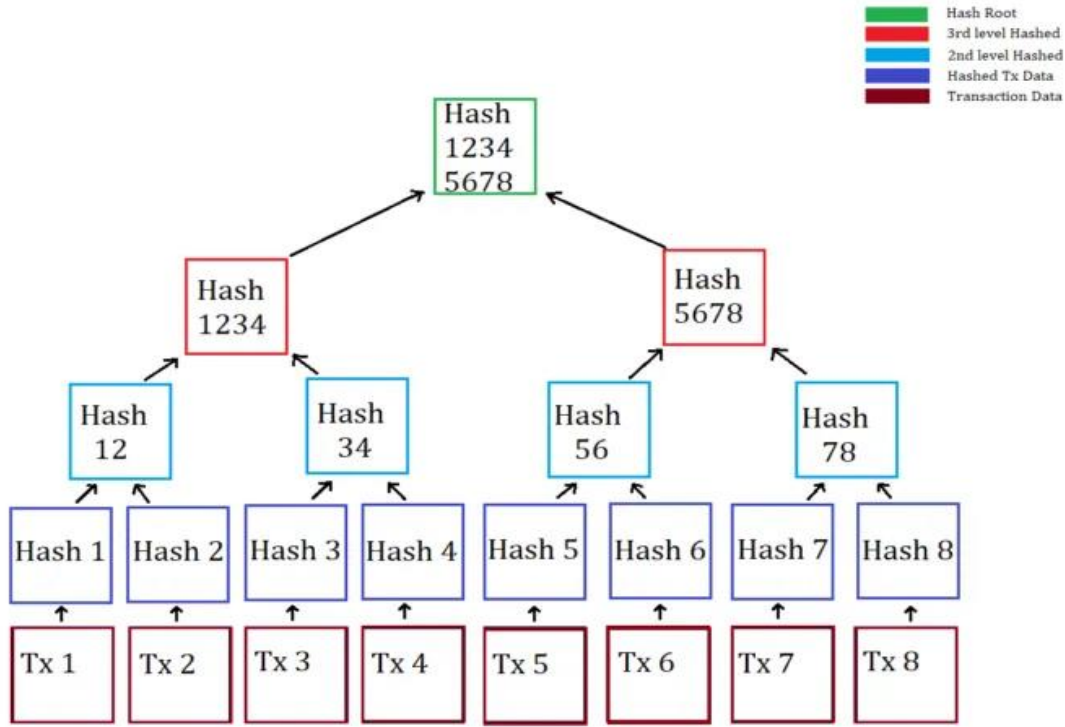 Hash Root
3rd level Hashed
2nd level Hashed
Hashed Tx Data
Transaction Data
Hash
1234
5678
Hash
1234
Hash
5678
Hash
12
Hash
34
Hash
56
Hash
78
Hash 1
Hash 2
Hash 3
Hash 4
Hash 5
Hash 6
Hash 7
Hash 8
Tx 1
Tx 2
Tx 3
Tx 4
Tx 5
Tx 6
Tx 7
Tx 8